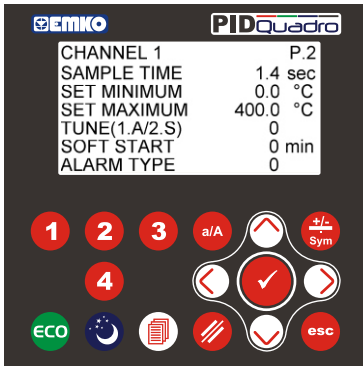 EMKO PIDQuadro
CHANNEL 1 P.2
SAMPLE TIME 1.4 sec
SET MINIMUM 0.0 °C
SET MAXIMUM 400.0 °C
TUNE(1.A/2.S) 0
SOFT START 0 min
ALARM TYPE 0
1 2 3 a/A +/- Sym
4
ECO esc